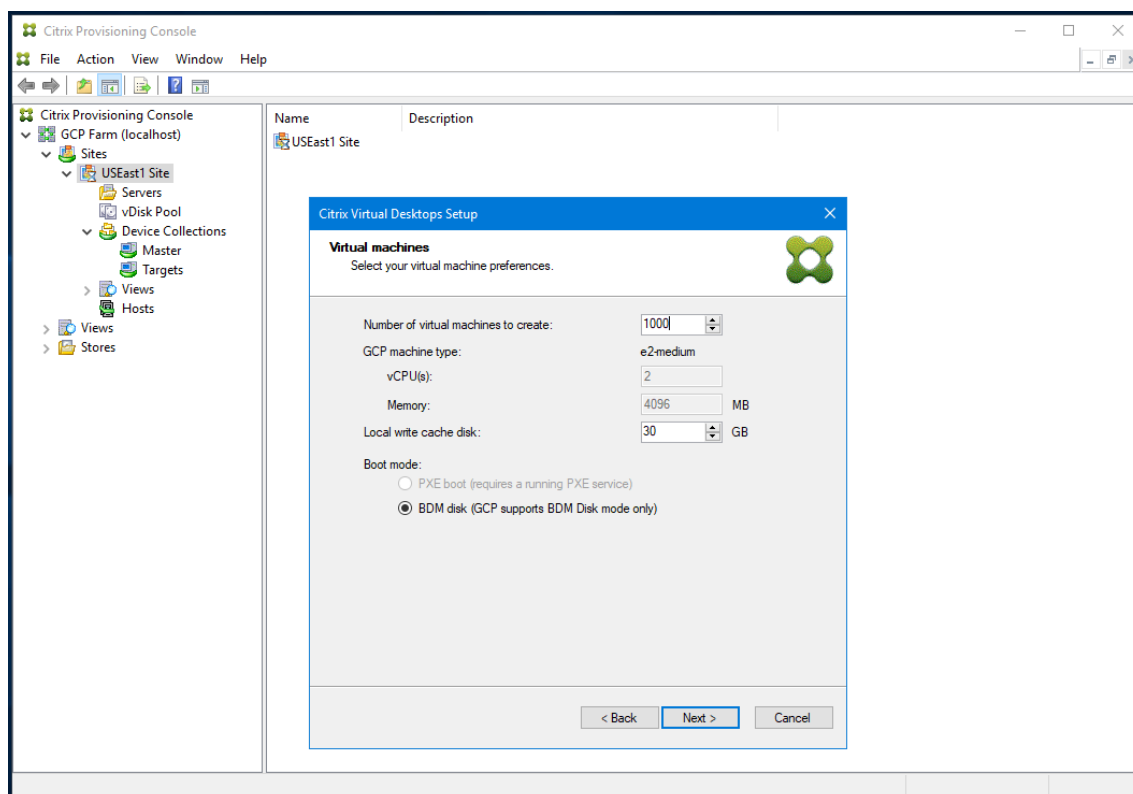 Citrix Provisioning Console
File Action View Window Help
Citrix Provisioning Console
GCP Farm (localhost)
Sites
USEast1 Site
Servers
vDisk Pool
Device Collections
Master
Targets
Views
Hosts
Views
Stores
Name Description
USEast1 Site
Citrix Virtual Desktops Setup
Virtual machines
Select your virtual machine preferences.
Number of virtual machines to create: 1000
GCP machine type: e2-medium
vCPU(s): 2
Memory: 4096 MB
Local write cache disk: 30 GB
Boot mode:
PXE boot (requires a running PXE service)
BDM disk (GCP supports BDM Disk mode only)
< Back Next > Cancel